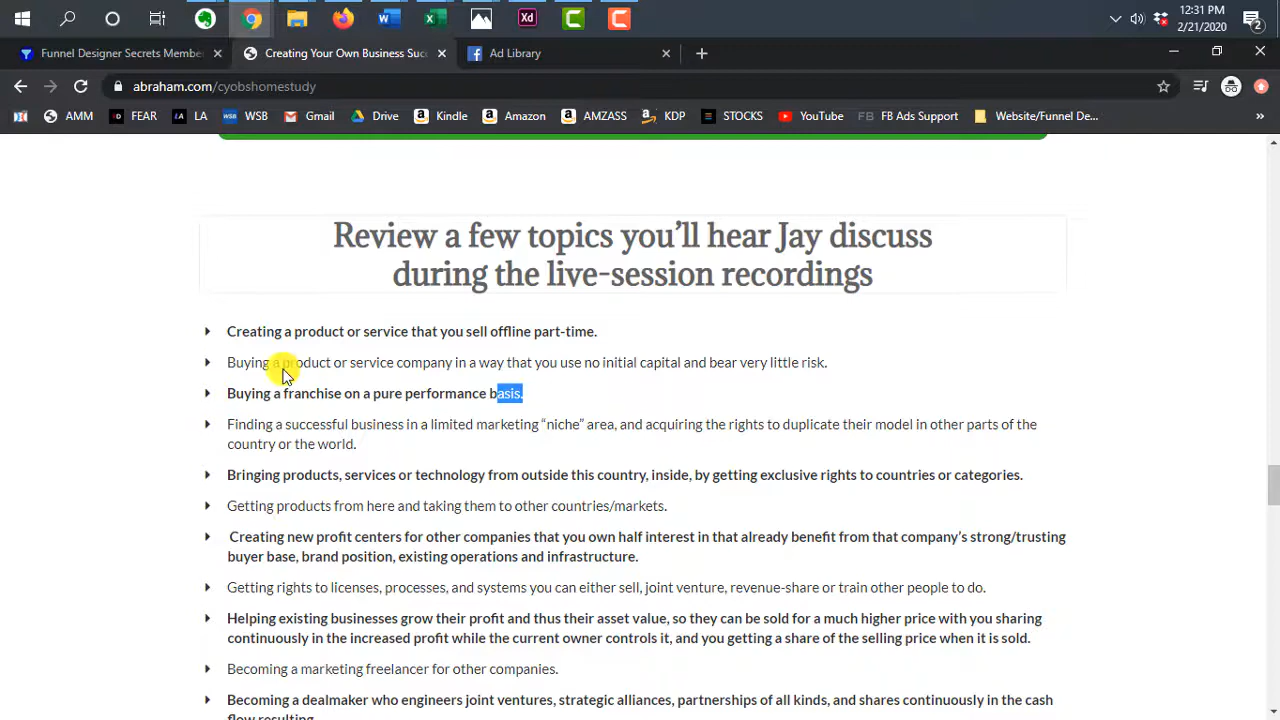 12:31 PM
2/21/2020
2
Funnel Designer Secrets Membe
Creating Your Own Business Suc
Ad Library
abraham.com/cyobshomestudy
AMM FEAR LA WSB Gmail Drive Kindle Amazon AMZASS KDP STOCKS YouTube FB FB Ads Support Website/Funnel De...
Review a few topics you’ll hear Jay discuss
during the live-session recordings
Creating a product or service that you sell offline part-time.
Buying a product or service company in a way that you use no initial capital and bear very little risk.
Buying a franchise on a pure performance basis.
Finding a successful business in a limited marketing “niche” area, and acquiring the rights to duplicate their model in other parts of the
country or the world.
Bringing products, services or technology from outside this country, inside, by getting exclusive rights to countries or categories.
Getting products from here and taking them to other countries/markets.
Creating new profit centers for other companies that you own half interest in that already benefit from that company’s strong/trusting
buyer base, brand position, existing operations and infrastructure.
Getting rights to licenses, processes, and systems you can either sell, joint venture, revenue-share or train other people to do.
Helping existing businesses grow their profit and thus their asset value, so they can be sold for a much higher price with you sharing
continuously in the increased profit while the current owner controls it, and you getting a share of the selling price when it is sold.
Becoming a marketing freelancer for other companies.
Becoming a dealmaker who engineers joint ventures, strategic alliances, partnerships of all kinds, and shares continuously in the cash
flow resulting.